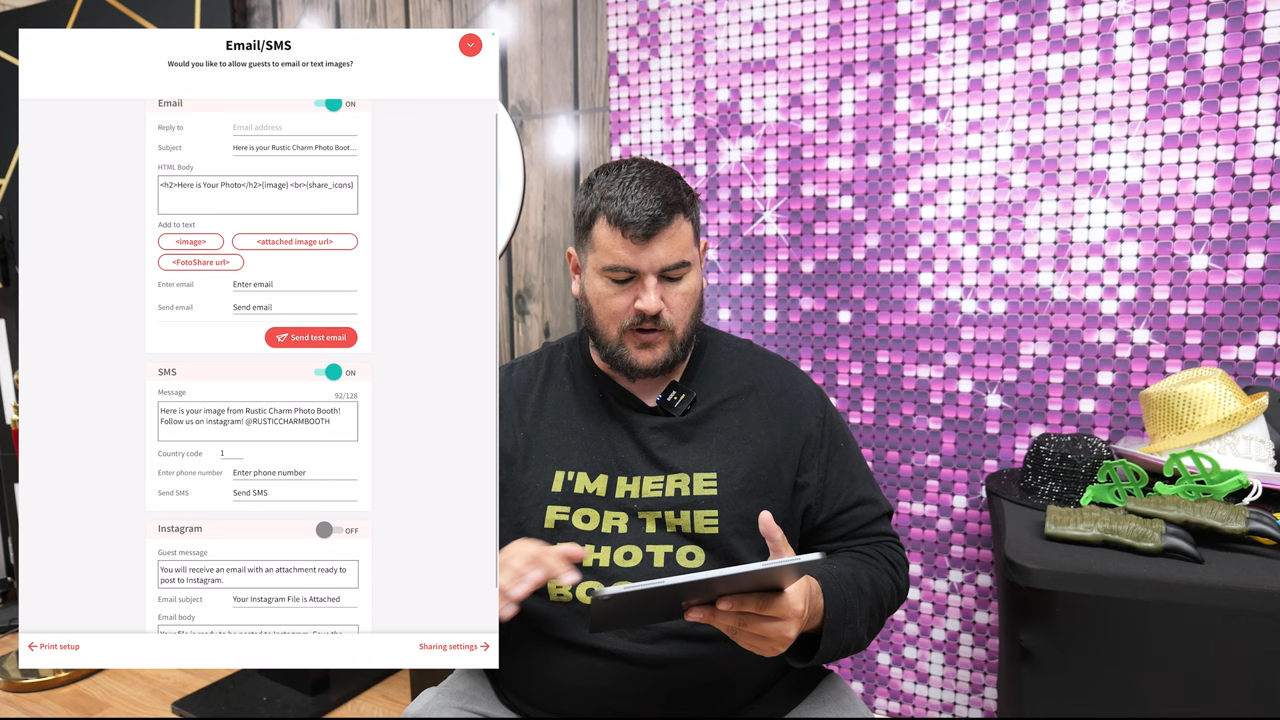 Email/SMS
Would you like to allow guests to email or text images?
Email
ON
Reply to
Email address
Subject
Here is your Rustic Charm Photo Boot...
HTML Body
<h2>Here is Your Photo</h2>{image} <br>{share_icons}
Add to text
<image>
<attached image url>
<FotoShare url>
Enter email
Enter email
Send email
Send email
Send test email
SMS
ON
Message
92/128
Here is your image from Rustic Charm Photo Booth!
Follow us on instagram! @RUSTICCHARMBOOTH
Country code
1
Enter phone number
Enter phone number
Send SMS
Send SMS
Instagram
OFF
Guest message
You will receive an email with an attachment ready to
post to Instagram.
Email subject
Your Instagram File is Attached
Email body
Print setup
Sharing settings
I'M HERE
FOR THE
PHOTO